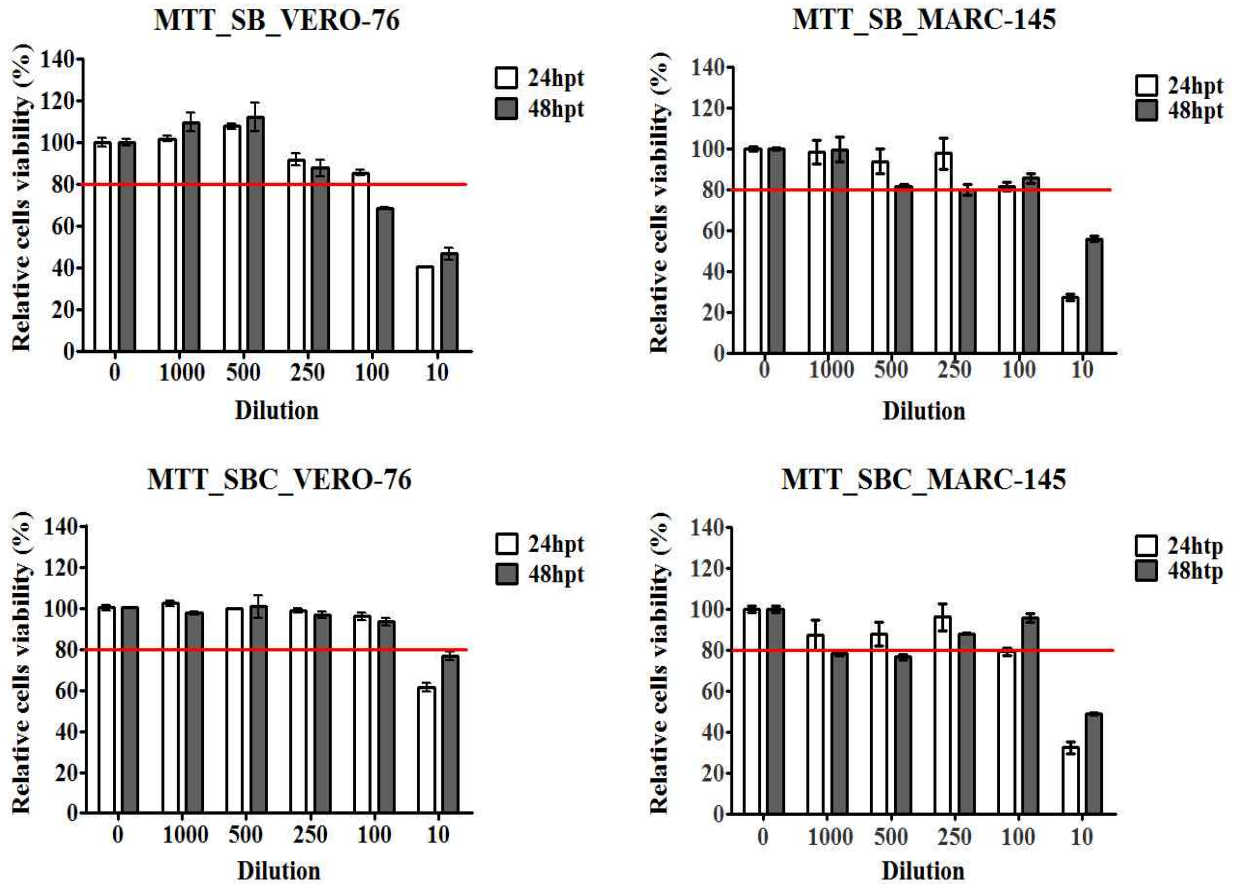 MTT_SB_VERO-76
Relative cells viability (%)
140
120
100
80
60
40
20
0
0 1000 500 250 100 10
Dilution
24hpt
48hpt
MTT_SB_MARC-145
Relative cells viability (%)
140
120
100
80
60
40
20
0
0 1000 500 250 100 10
Dilution
24hpt
48hpt
MTT_SBC_VERO-76
Relative cells viability (%)
140
120
100
80
60
40
20
0
0 1000 500 250 100 10
Dilution
24hpt
48hpt
MTT_SBC_MARC-145
Relative cells viability (%)
140
120
100
80
60
40
20
0
0 1000 500 250 100 10
Dilution
24htp
48htp